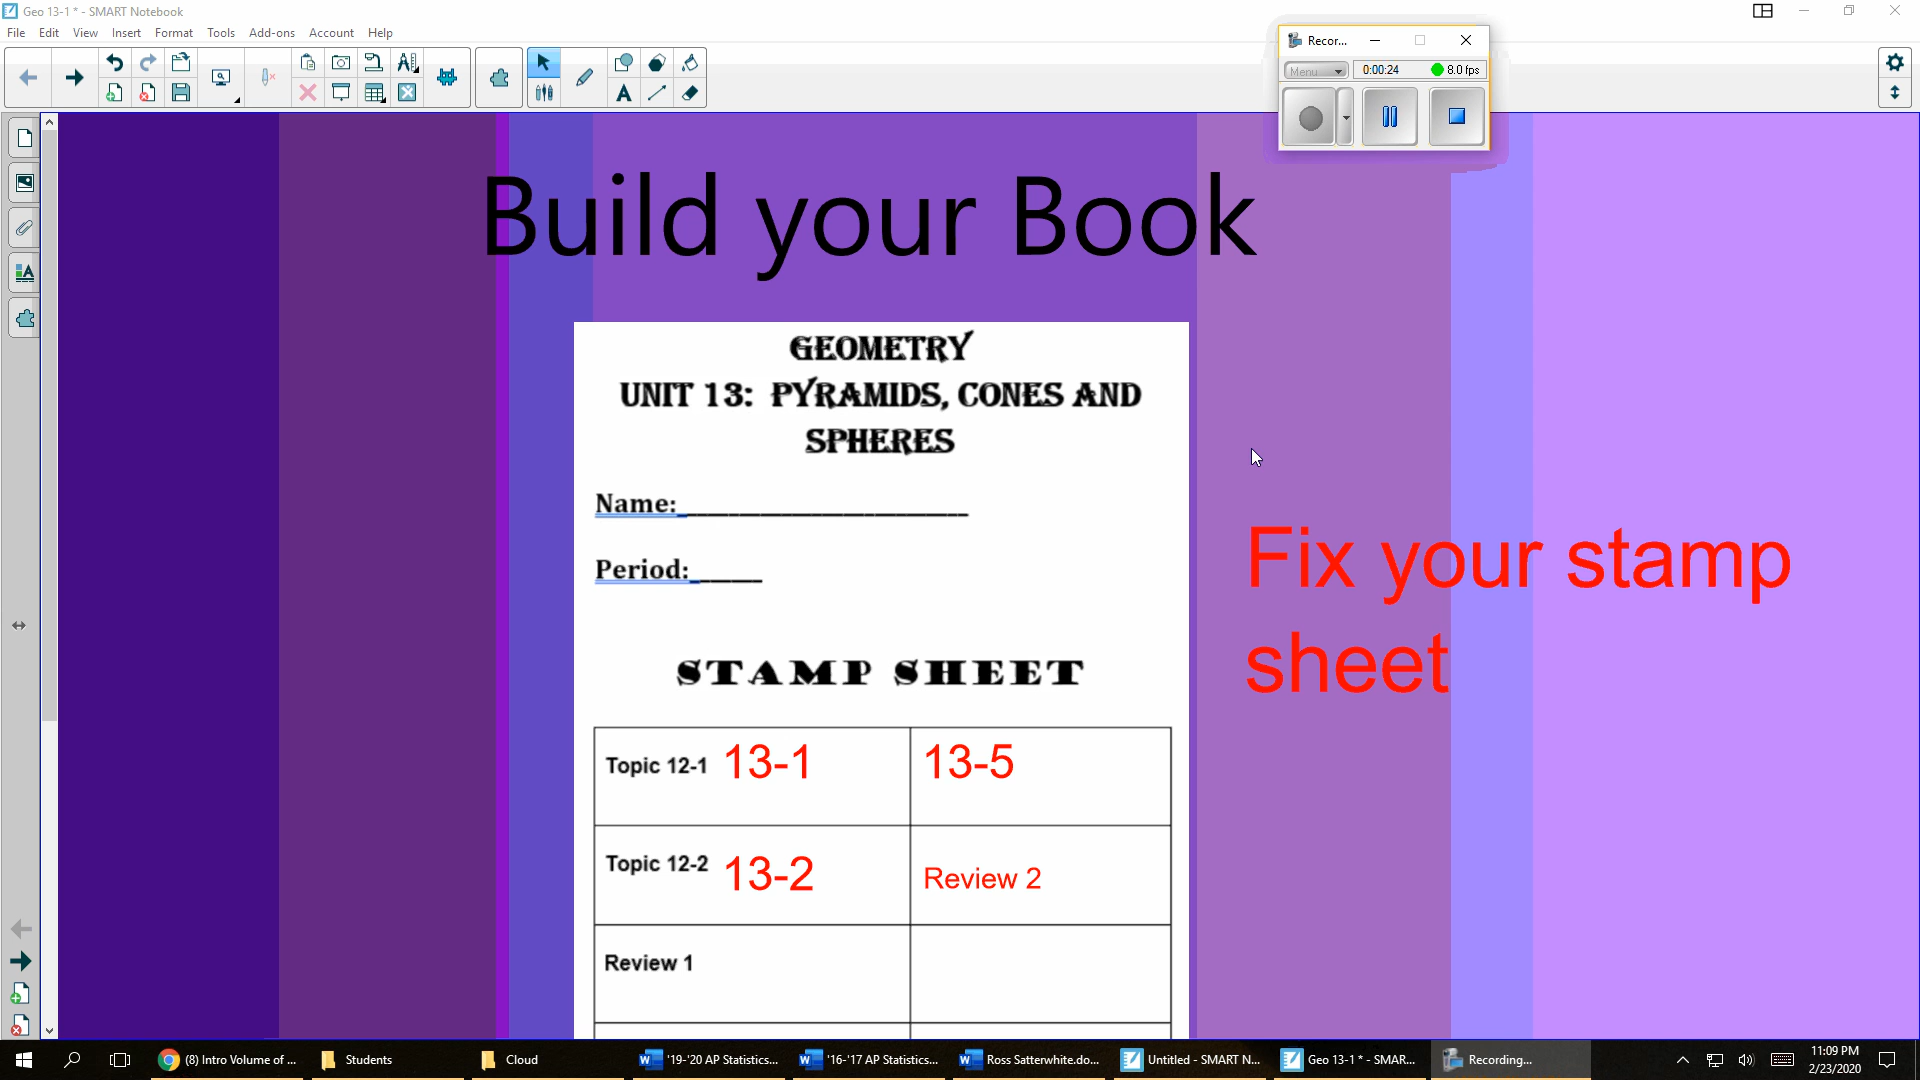 Geo 13-1 * - SMART Notebook
File Edit View Insert Format Tools Add-ons Account Help
Recor...
Menu 0:00:24 8.0 fps
Build your Book
GEOMETRY
UNIT 13: PYRAMIDS, CONES AND
SPHERES
Name:____________________________
Period:_______
Fix your stamp
sheet
STAMP SHEET
Topic 12-1 13-1 13-5
Topic 12-2 13-2 Review 2
Review 1
(8) Intro Volume of ... Students Cloud '19-'20 AP Statistics... '16-'17 AP Statistics... Ross Satterwhite.do... Untitled - SMART N... Geo 13-1 * - SMAR... Recording...
11:09 PM
2/23/2020